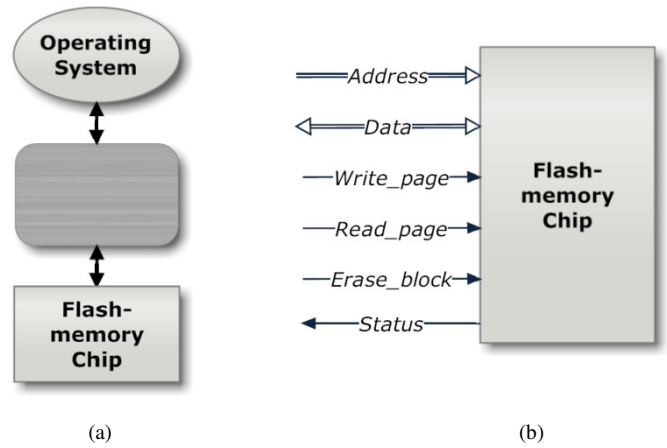 Operating
System
Flash-
memory
Chip
(a)
Address
Data
Write_page
Read_page
Erase_block
Status
Flash-
memory
Chip
(b)